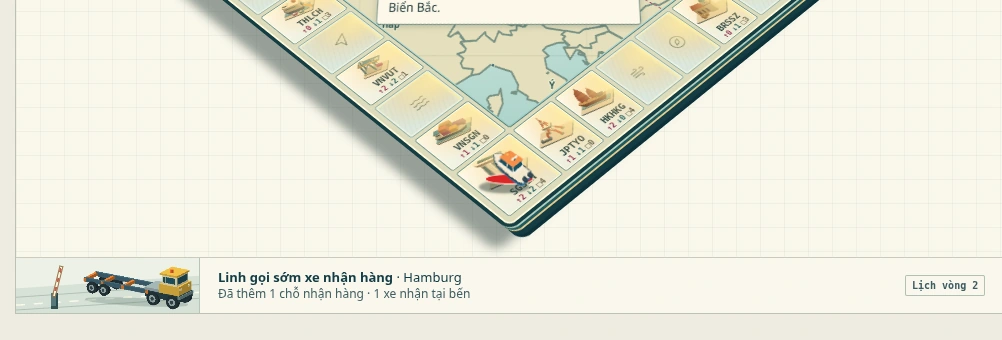 Biển Bắc.
THLCH
BRSSZ
VNVUT
HKHKG
VNSGN
JPTYO
Linh gọi sớm xe nhận hàng · Hamburg
Đã thêm 1 chỗ nhận hàng · 1 xe nhận tại bến
Lịch vòng 2